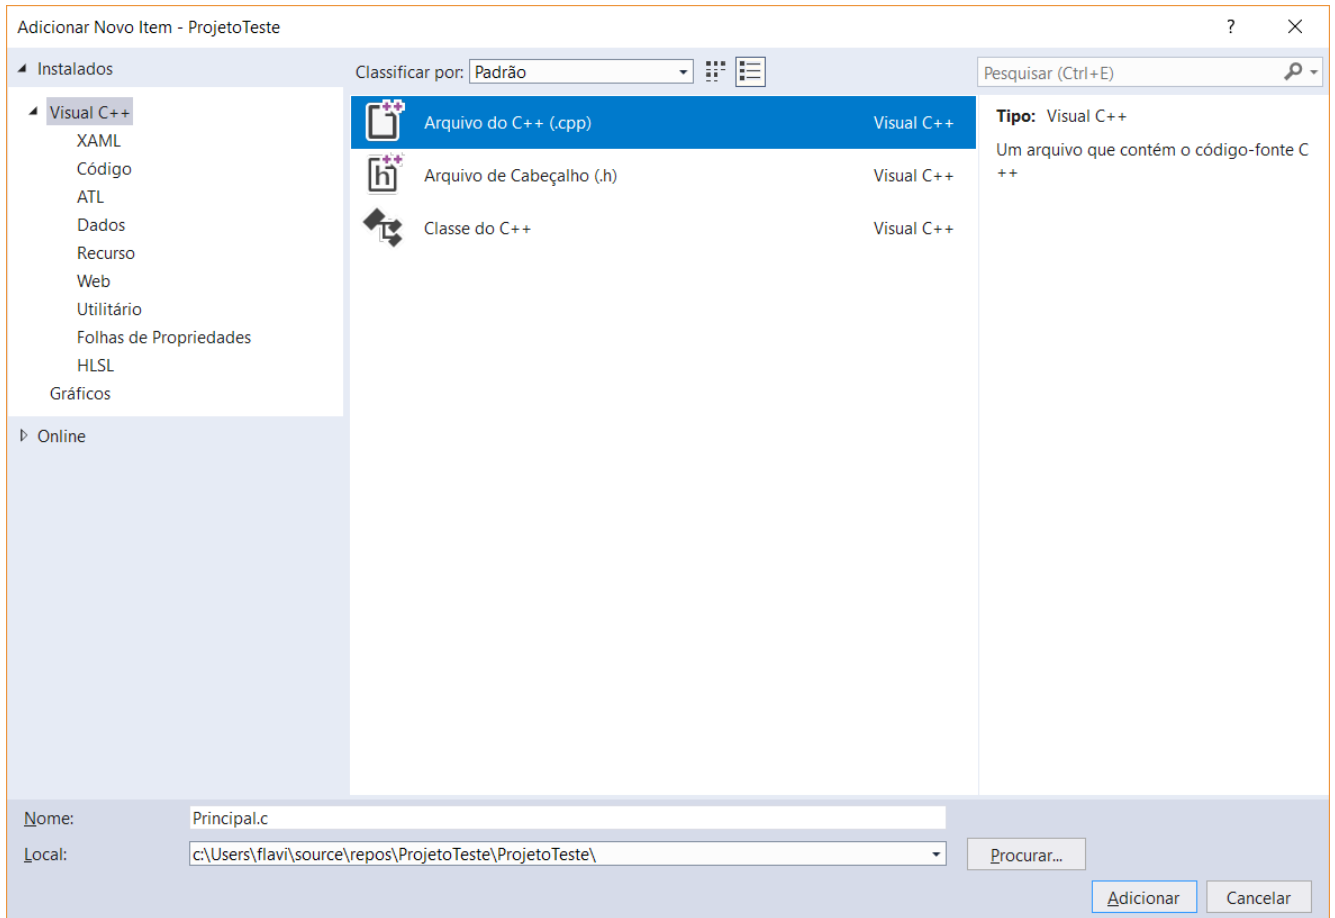 Adicionar Novo Item - ProjetoTeste
?
Instalados
Visual C++
XAML
Código
ATL
Dados
Recurso
Web
Utilitário
Folhas de Propriedades
HLSL
Gráficos
Online
Classificar por: Padrão
Arquivo do C++ (.cpp) Visual C++
Arquivo de Cabeçalho (.h) Visual C++
Classe do C++ Visual C++
Pesquisar (Ctrl+E)
Tipo: Visual C++
Um arquivo que contém o código-fonte C
++
Nome: Principal.c
Local: c:\Users\flavi\source\repos\ProjetoTeste\ProjetoTeste\ Procurar...
Adicionar Cancelar